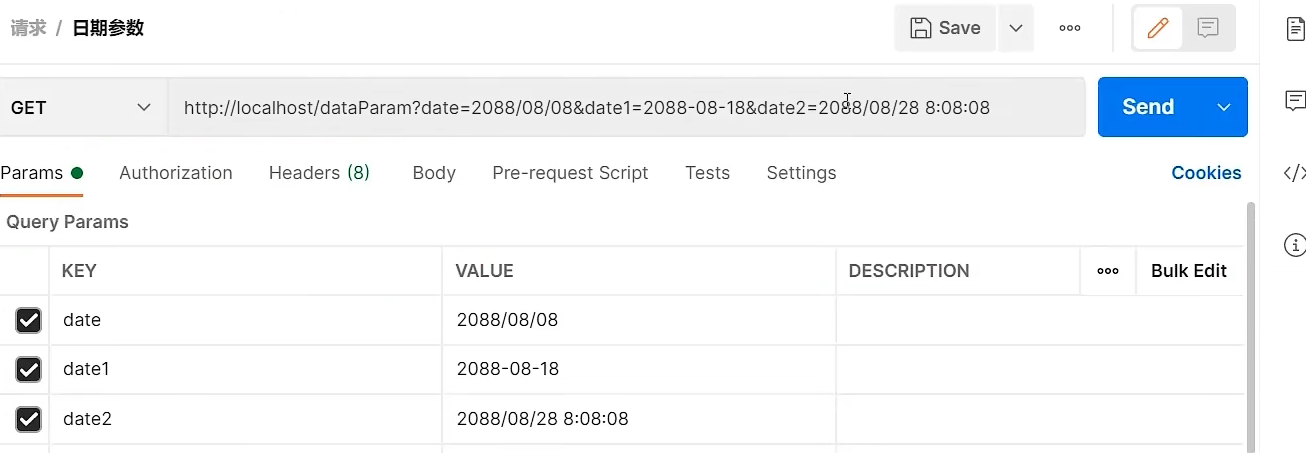 请求 / 日期参数 Save
GET http://localhost/dataParam?date=2088/08/08&date1=2088-08-18&date2=2088/08/28 8:08:08 Send
Params Authorization Headers (8) Body Pre-request Script Tests Settings Cookies
Query Params
KEY VALUE DESCRIPTION Bulk Edit
date 2088/08/08
date1 2088-08-18
date2 2088/08/28 8:08:08